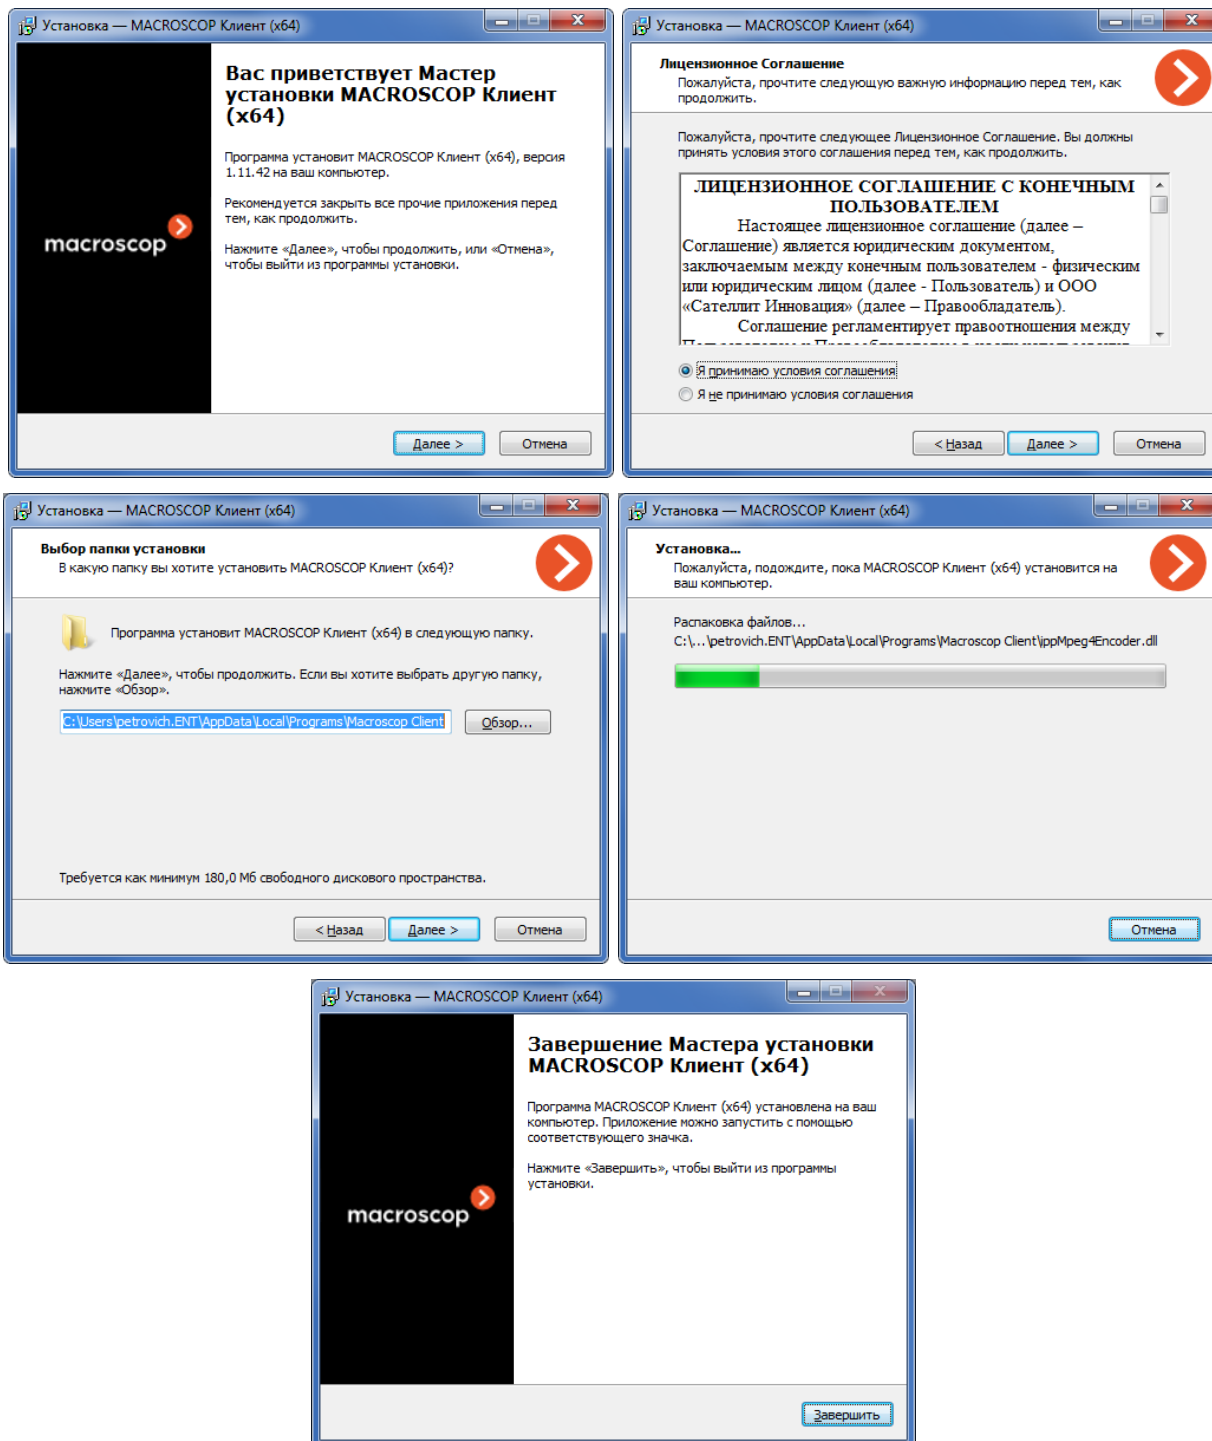 Установка — MACROSCOP Клиент (x64)
Вас приветствует Мастер
установки MACROSCOP Клиент
(x64)
Программа установит MACROSCOP Клиент (x64), версия
1.11.42 на ваш компьютер.
Рекомендуется закрыть все прочие приложения перед
тем, как продолжить.
Нажмите «Далее», чтобы продолжить, или «Отмена»,
чтобы выйти из программы установки.
macroscop
Далее >
Отмена
Установка — MACROSCOP Клиент (x64)
Лицензионное Соглашение
Пожалуйста, прочтите следующую важную информацию перед тем, как
продолжить.
Пожалуйста, прочтите следующее Лицензионное Соглашение. Вы должны
принять условия этого соглашения перед тем, как продолжить.
ЛИЦЕНЗИОННОЕ СОГЛАШЕНИЕ С КОНЕЧНЫМ
ПОЛЬЗОВАТЕЛЕМ
Настоящее лицензионное соглашение (далее –
Соглашение) является юридическим документом,
заключаемым между конечным пользователем - физическим
или юридическим лицом (далее - Пользователь) и ООО
«Сателлит Инновация» (далее – Правообладатель).
Соглашение регламентирует правоотношения между
Я принимаю условия соглашения
Я не принимаю условия соглашения
< Назад
Далее >
Отмена
Установка — MACROSCOP Клиент (x64)
Выбор папки установки
В какую папку вы хотите установить MACROSCOP Клиент (x64)?
Программа установит MACROSCOP Клиент (x64) в следующую папку.
Нажмите «Далее», чтобы продолжить. Если вы хотите выбрать другую папку,
нажмите «Обзор».
C:\Users\petrovich.ENT\AppData\Local\Programs\Macroscop Client
Обзор...
Требуется как минимум 180,0 Мб свободного дискового пространства.
< Назад
Далее >
Отмена
Установка — MACROSCOP Клиент (x64)
Установка...
Пожалуйста, подождите, пока MACROSCOP Клиент (x64) установится на
ваш компьютер.
Распаковка файлов...
C:\...\petrovich.ENT\AppData\Local\Programs\Macroscop Client\ippMpeg4Encoder.dll
Отмена
Установка — MACROSCOP Клиент (x64)
Завершение Мастера установки
MACROSCOP Клиент (x64)
Программа MACROSCOP Клиент (x64) установлена на ваш
компьютер. Приложение можно запустить с помощью
соответствующего значка.
Нажмите «Завершить», чтобы выйти из программы
установки.
macroscop
Завершить